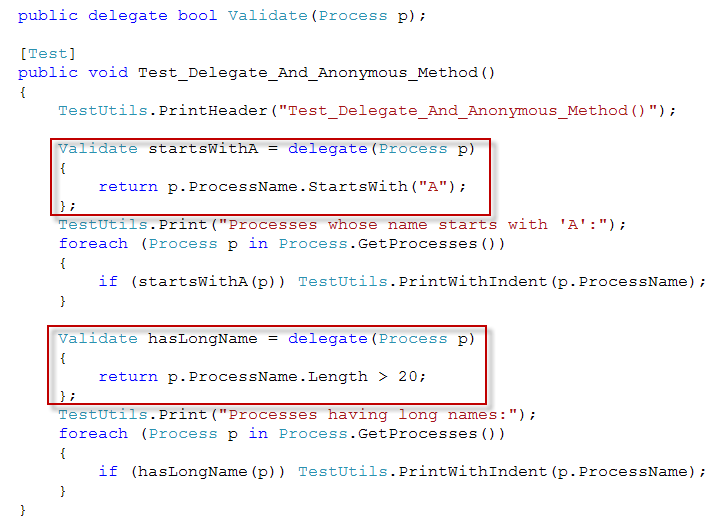 public delegate bool Validate(Process p);
[Test]
public void Test_Delegate_And_Anonymous_Method()
{
    TestUtils.PrintHeader("Test_Delegate_And_Anonymous_Method()");
    Validate startsWithA = delegate(Process p)
    {
        return p.ProcessName.StartsWith("A");
    };
    TestUtils.Print("Processes whose name starts with 'A':");
    foreach (Process p in Process.GetProcesses())
    {
        if (startsWithA(p)) TestUtils.PrintWithIndent(p.ProcessName);
    }
    Validate hasLongName = delegate(Process p)
    {
        return p.ProcessName.Length > 20;
    };
    TestUtils.Print("Processes having long names:");
    foreach (Process p in Process.GetProcesses())
    {
        if (hasLongName(p)) TestUtils.PrintWithIndent(p.ProcessName);
    }
}